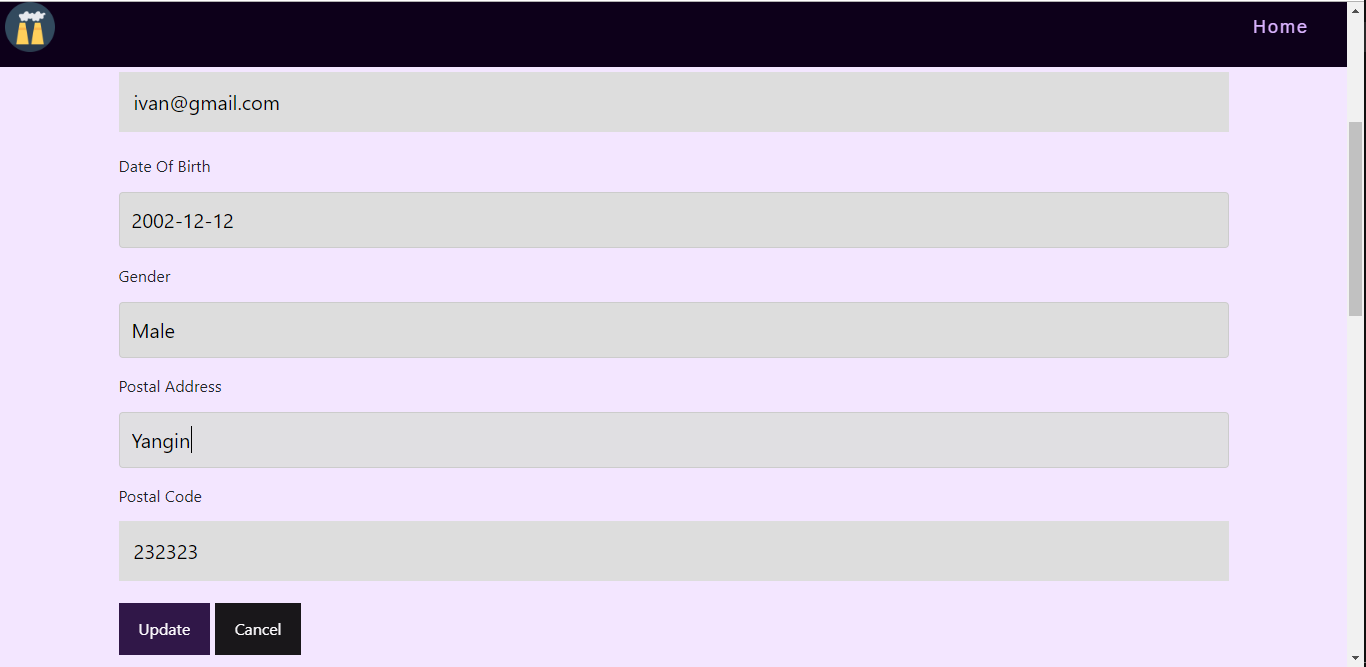 Home
ivan@gmail.com
Date Of Birth
2002-12-12
Gender
Male
Postal Address
Yangin
Postal Code
232323
Update Cancel